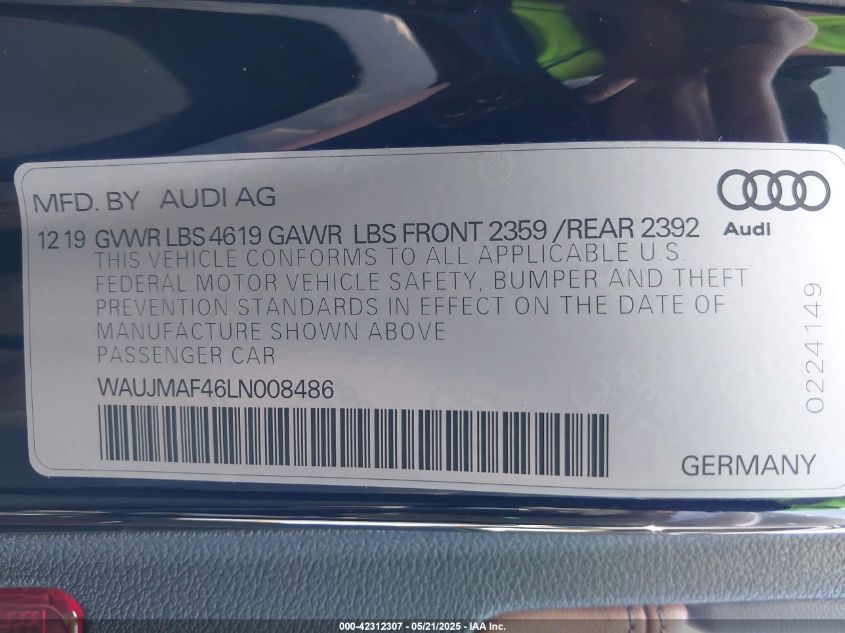 MFD. BY AUDI AG
Audi
12 19 GVWR LBS 4619 GAWR LBS FRONT 2359 /REAR 2392
THIS VEHICLE CONFORMS TO ALL APPLICABLE U.S.
FEDERAL MOTOR VEHICLE SAFETY, BUMPER AND THEFT
PREVENTION STANDARDS IN EFFECT ON THE DATE OF
MANUFACTURE SHOWN ABOVE
PASSENGER CAR
0224149
WAUJMAF46LN008486
GERMANY
000-42312307 - 05/21/2025 - IAA Inc.